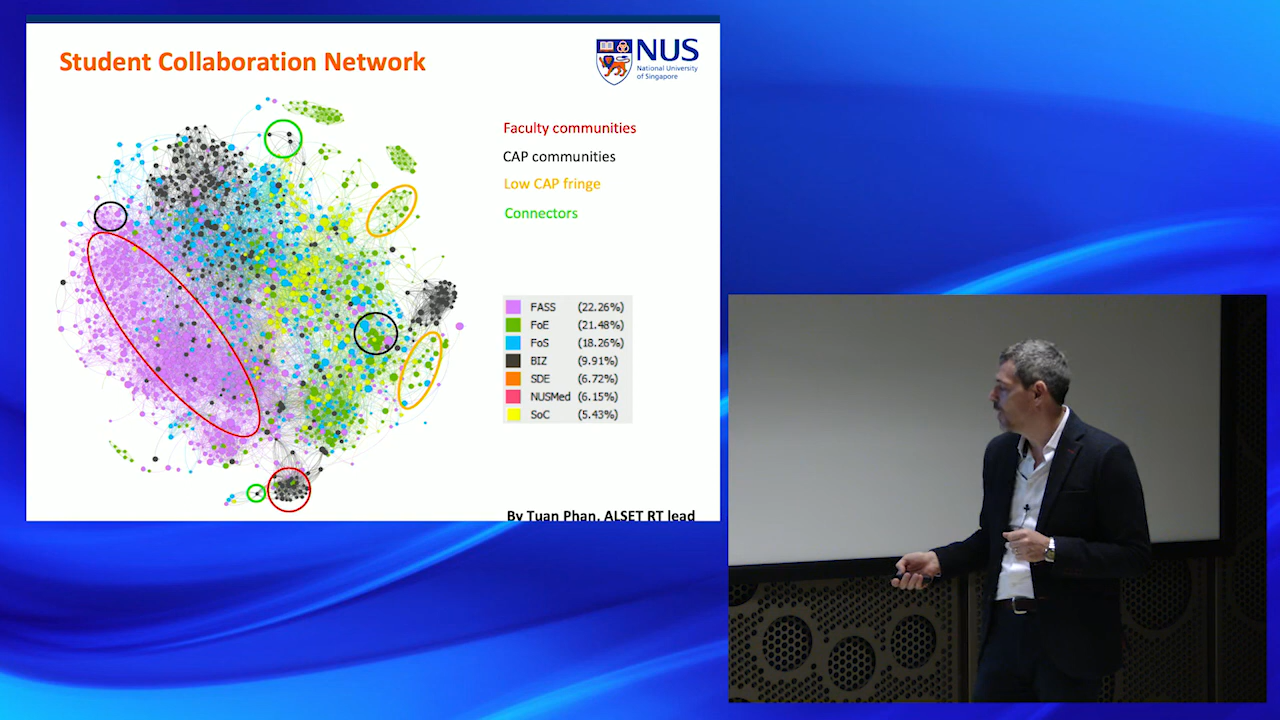 Student Collaboration Network
NUS
National University
of Singapore
Faculty communities
CAP communities
Low CAP fringe
Connectors
FASS (22.26%)
FoE (21.48%)
FoS (18.26%)
BIZ (9.91%)
SDE (6.72%)
NUSMed (6.15%)
SoC (5.43%)
By Tuan Phan, ALSET RT lead